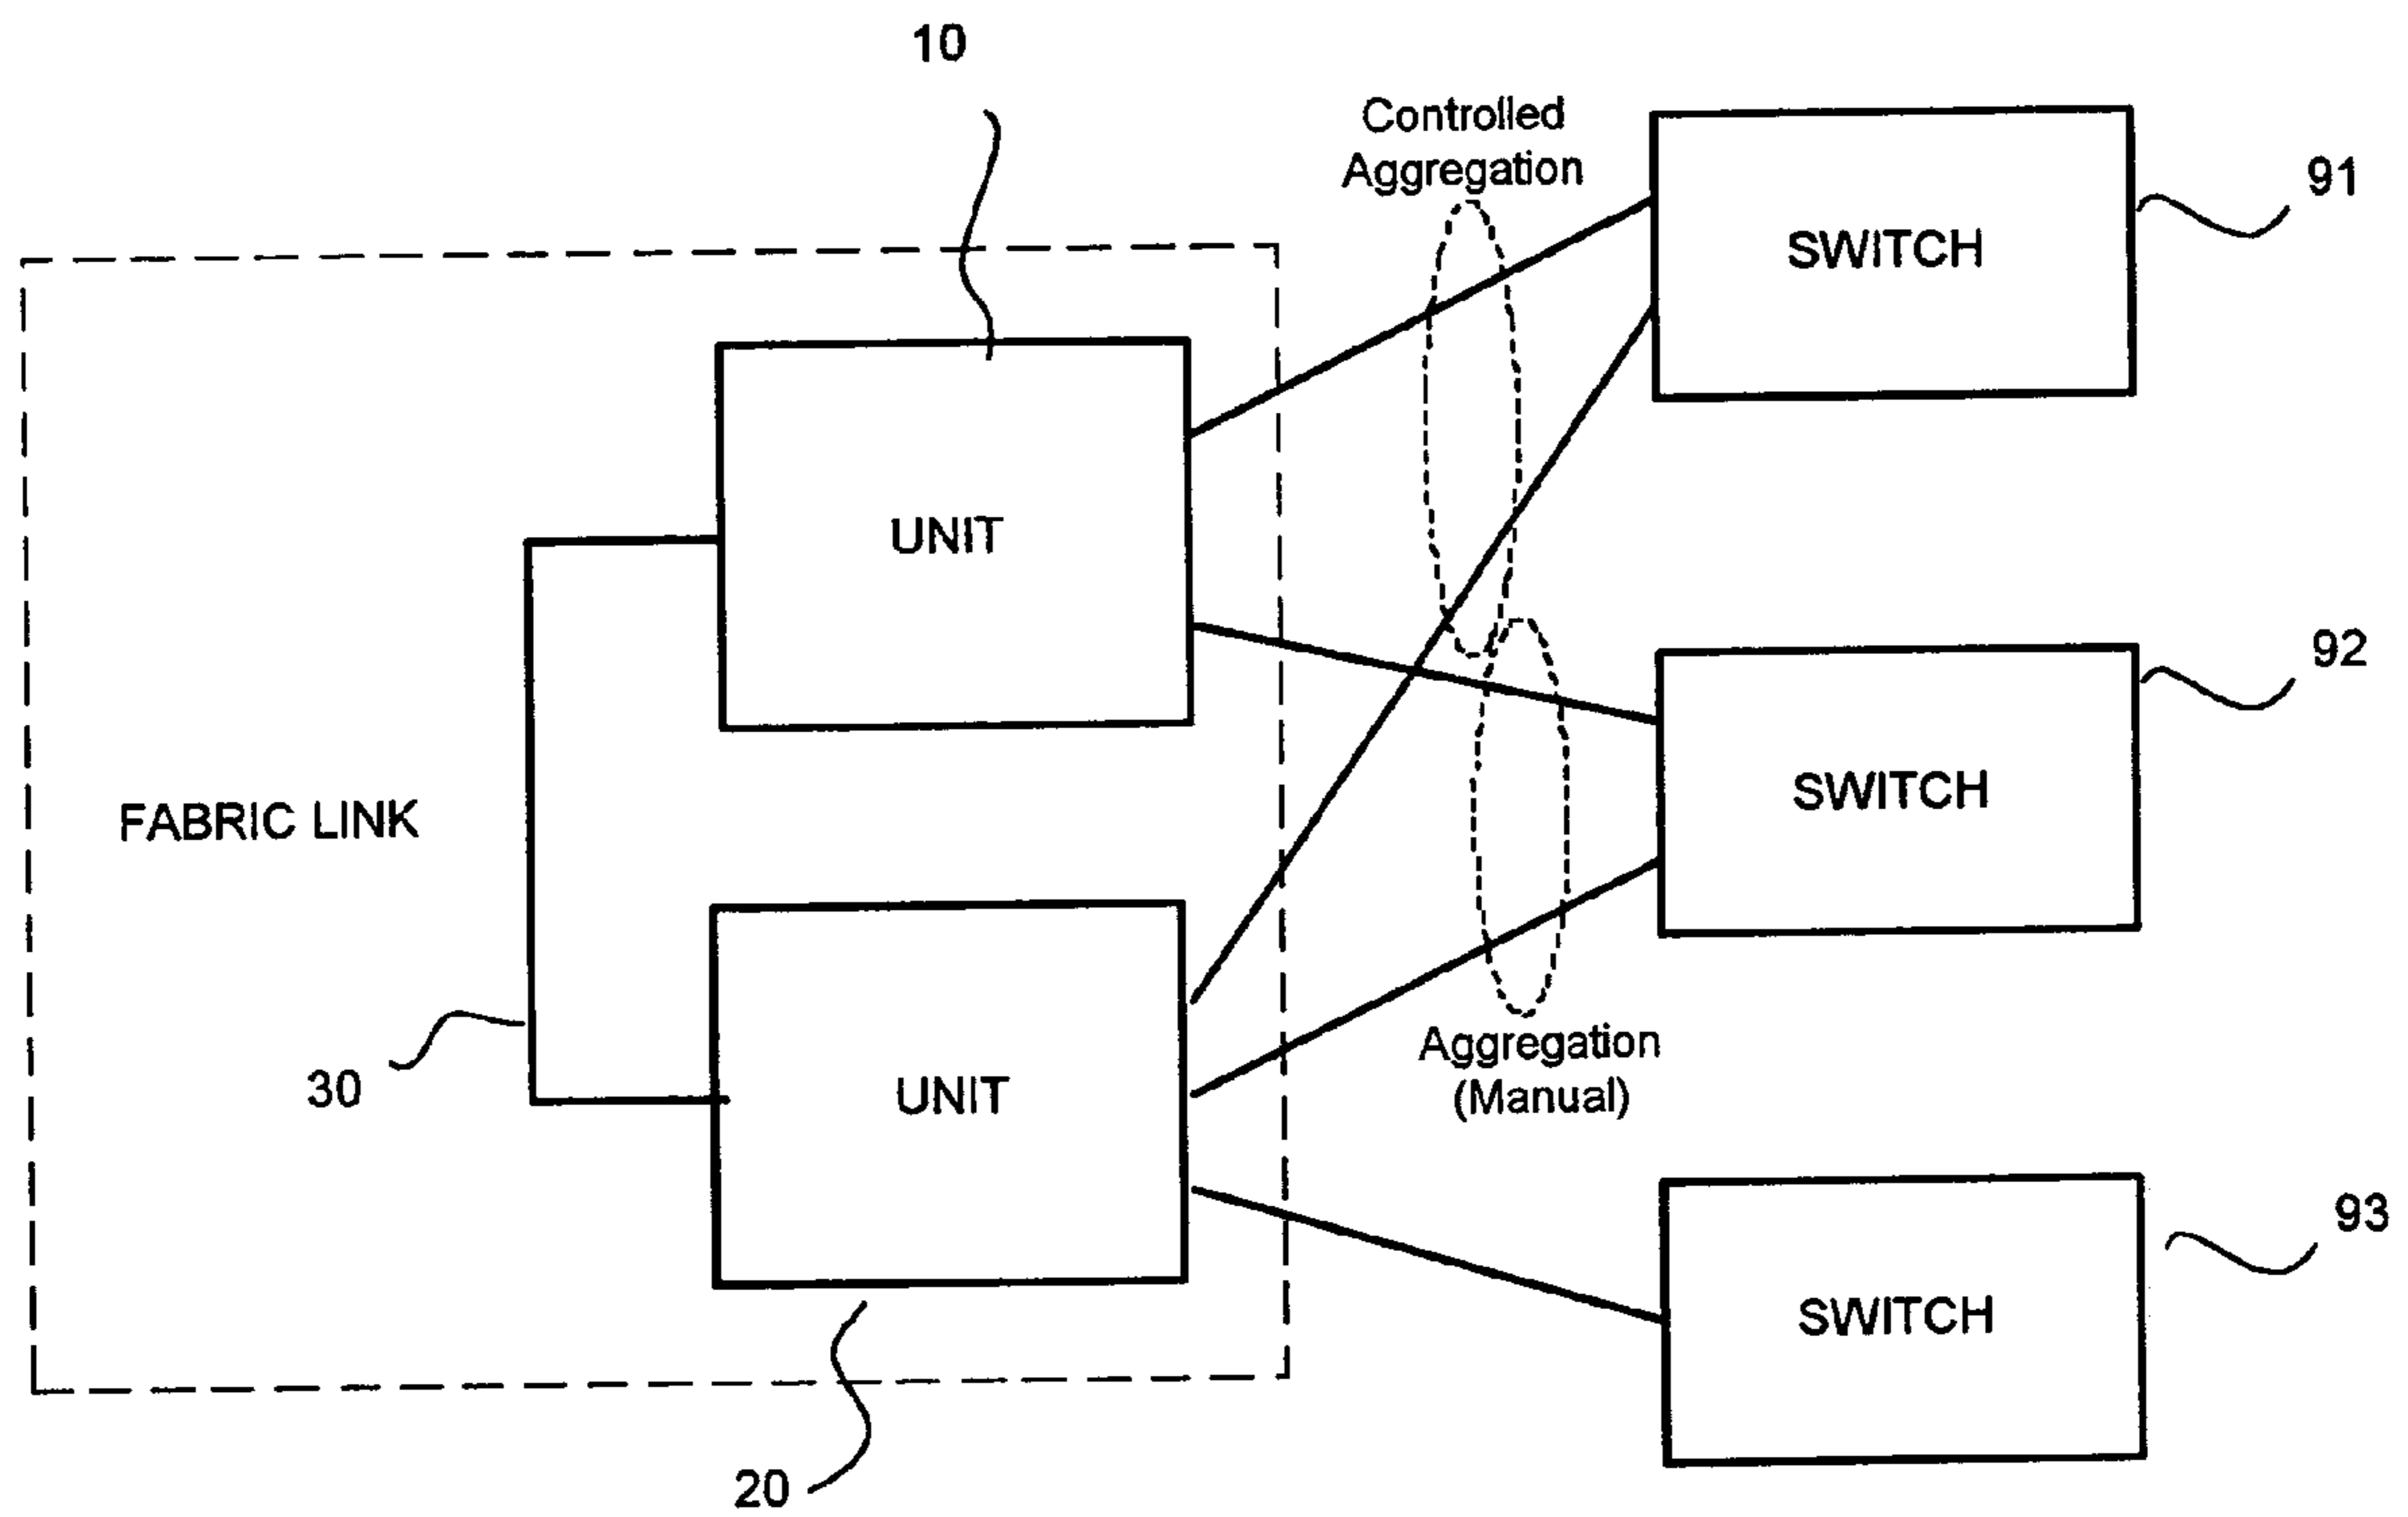 10
Controlled
Aggregation
SWITCH
91
UNIT
SWITCH
92
FABRIC LINK
30
UNIT
Aggregation
(Manual)
SWITCH
93
20